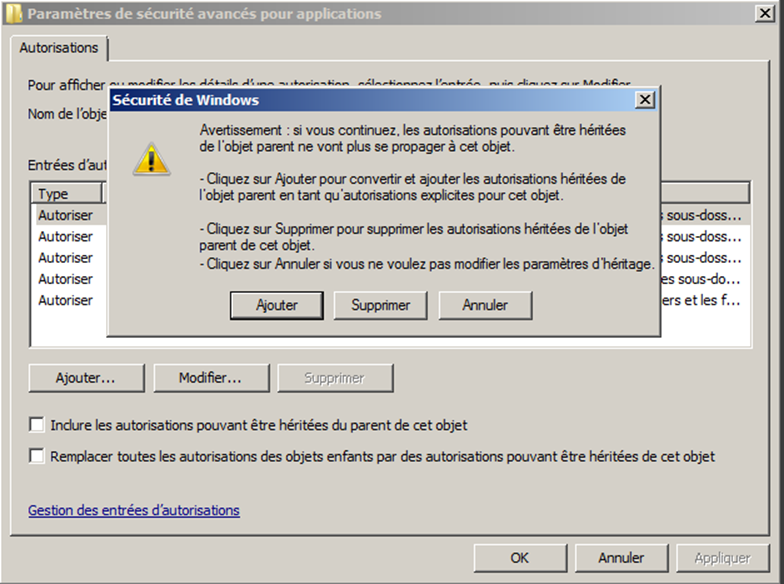 Paramètres de sécurité avancés pour applications
Autorisations
Pour afficher ou modifier les détails d'une autorisation, sélectionnez l'entrée, puis cliquez sur Modifier.
Nom de l'obje
Entrées d'aut
Type
Autoriser s sous-doss...
Autoriser s sous-doss...
Autoriser s sous-doss...
Autoriser es sous-do...
Autoriser ers et les f...
Sécurité de Windows
Avertissement : si vous continuez, les autorisations pouvant être héritées
de l'objet parent ne vont plus se propager à cet objet.
- Cliquez sur Ajouter pour convertir et ajouter les autorisations héritées de
l'objet parent en tant qu'autorisations explicites pour cet objet.
- Cliquez sur Supprimer pour supprimer les autorisations héritées de l'objet
parent de cet objet.
- Cliquez sur Annuler si vous ne voulez pas modifier les paramètres d'héritage.
Ajouter Supprimer Annuler
Ajouter... Modifier... Supprimer
Inclure les autorisations pouvant être héritées du parent de cet objet
Remplacer toutes les autorisations des objets enfants par des autorisations pouvant être héritées de cet objet
Gestion des entrées d'autorisations
OK Annuler Appliquer